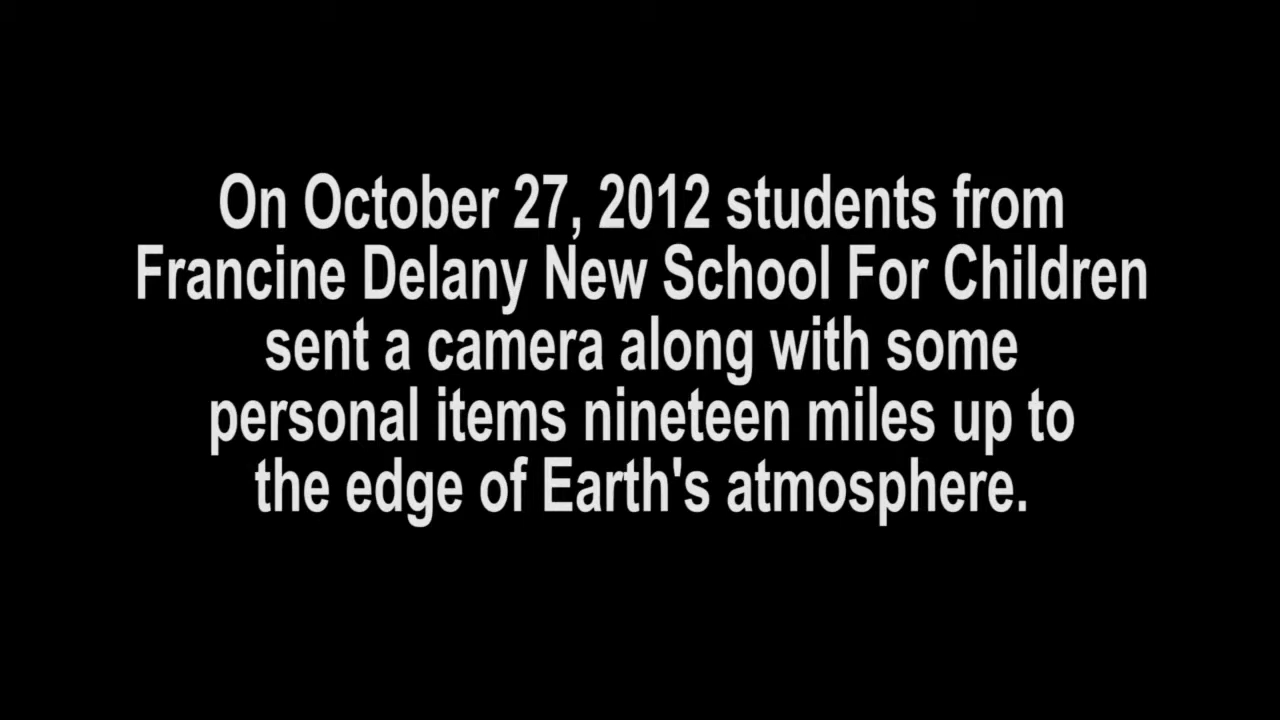 On October 27, 2012 students from
Francine Delany New School For Children
sent a camera along with some
personal items nineteen miles up to
the edge of Earth's atmosphere.